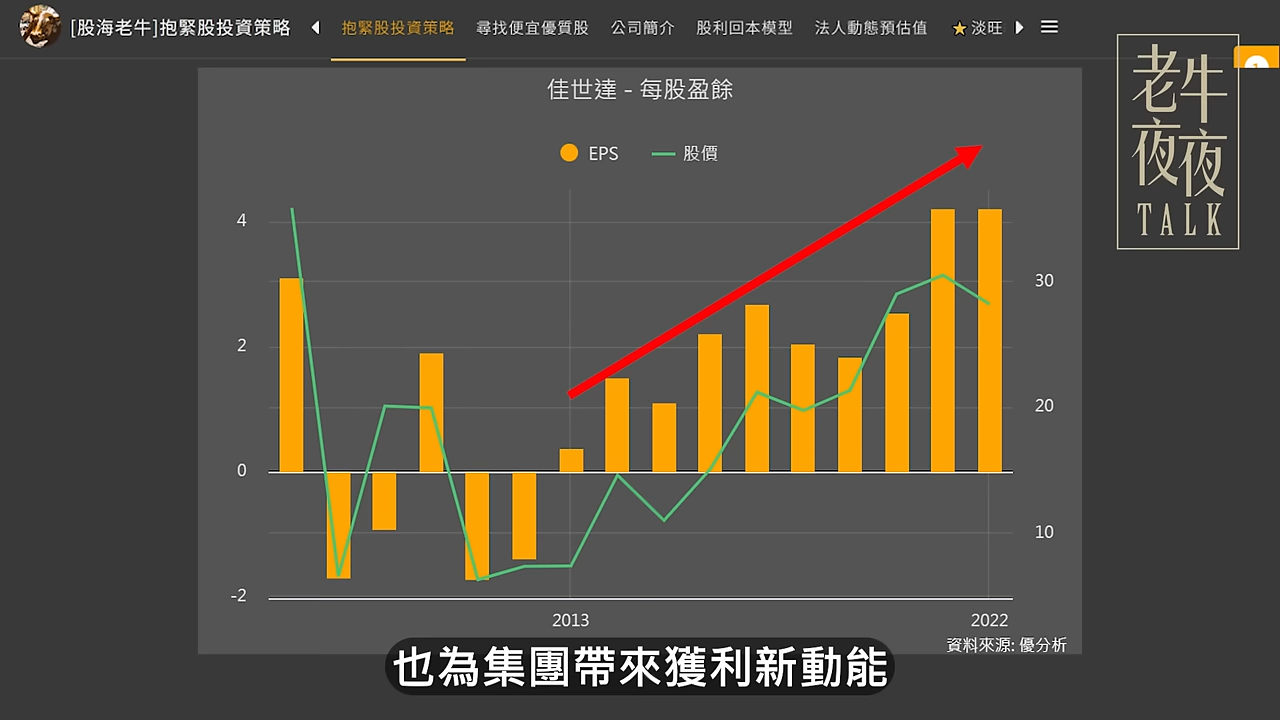 [股海老牛]抱緊股投資策略
抱緊股投資策略 尋找便宜優質股 公司簡介 股利回本模型 法人動態預估值 淡旺
1
老牛
夜夜
TALK
佳世達 - 每股盈餘
EPS 股價
4
2
0
-2
30
20
10
2013 2022
資料來源: 優分析
也為集團帶來獲利新動能